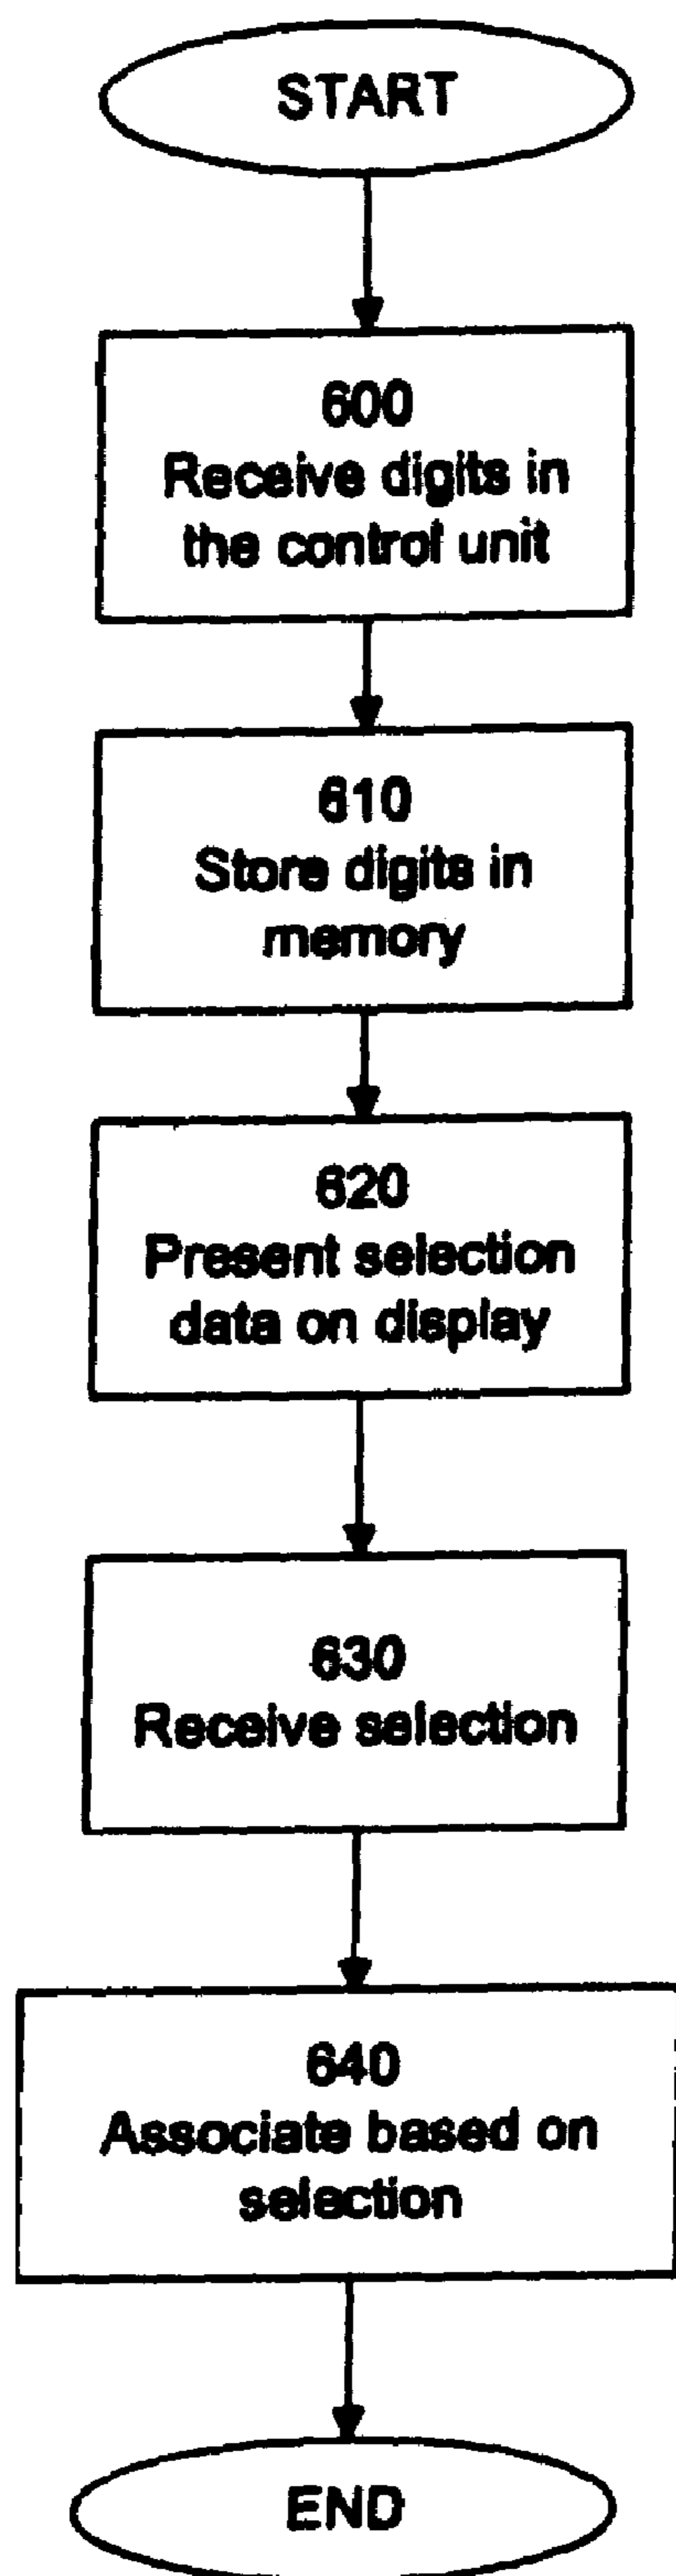 START
600
Receive digits in
the control unit
610
Store digits in
memory
620
Present selection
data on display
630
Receive selection
640
Associate based on
selection
END